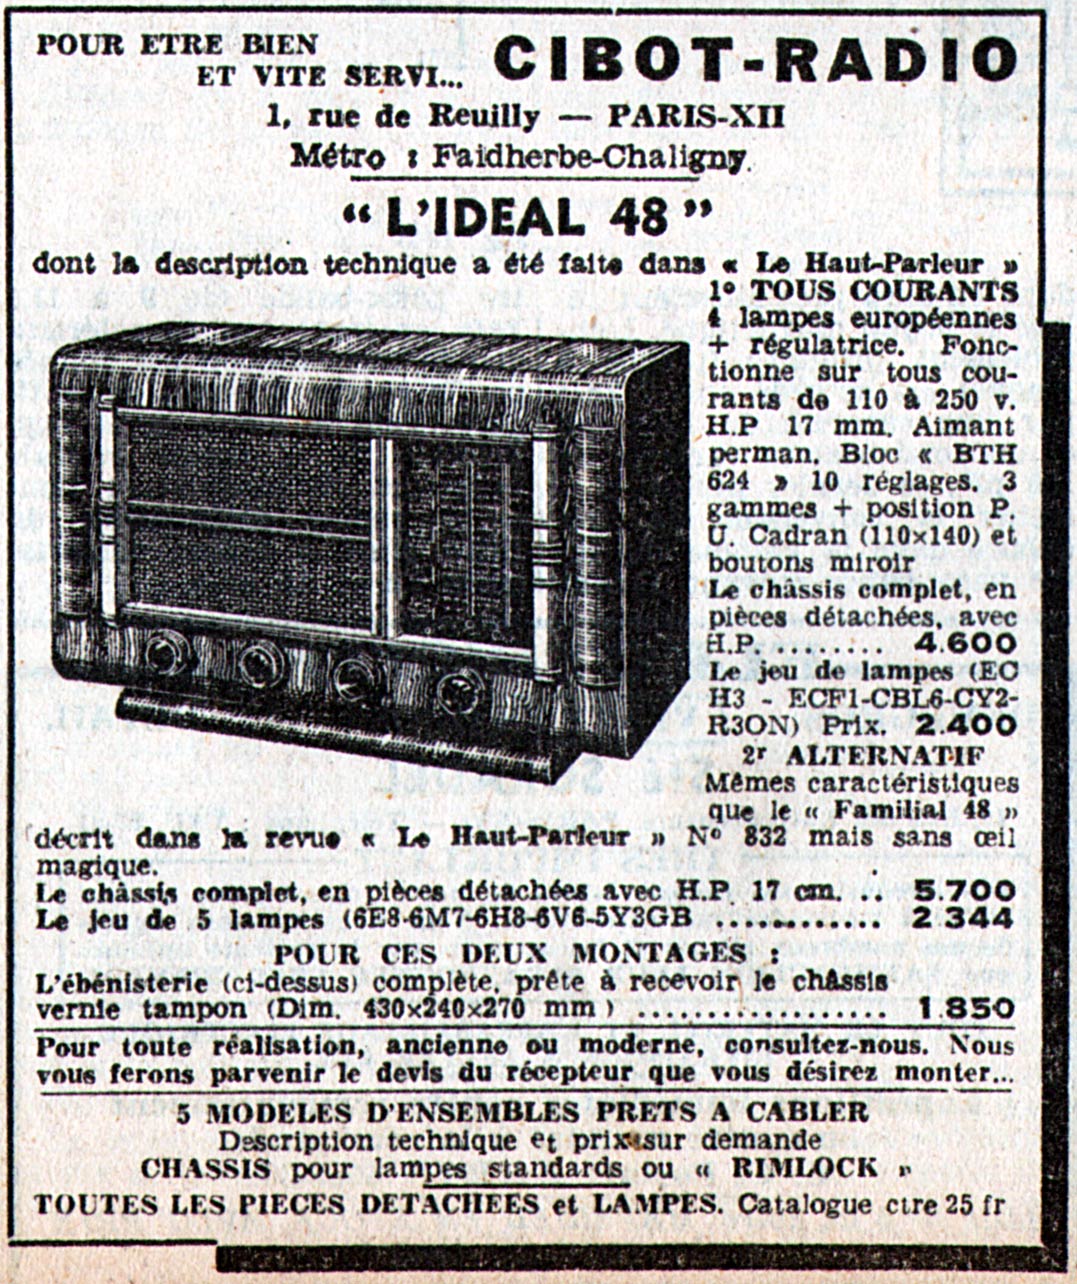 POUR ETRE BIEN
ET VITE SERVI...
CIBOT-RADIO
1, rue de Reuilly — PARIS-XII
Métro : Faidherbe-Chaligny.
“ L'IDEAL 48 ”
dont la description technique a été faite dans « Le Haut-Parleur »
1° TOUS COURANTS
4 lampes européennes
+ régulatrice. Fonc-
tionne sur tous cou-
rants de 110 à 250 v.
H.P 17 mm. Aimant
perman. Bloc « BTH
624 » 10 réglages. 3
gammes + position P.
U. Cadran (110×140) et
boutons miroir
Le châssis complet, en
pièces détachées, avec
H.P. ........ 4.600
Le jeu de lampes (EC
H3 - ECF1-CBL6-CY2-
R3ON) Prix. 2.400
2r ALTERNATIF
Mêmes caractéristiques
que le « Familial 48 »
décrit dans la revue « Le Haut-Parleur » N° 832 mais sans œil
magique.
Le châssis complet, en pièces détachées avec H.P. 17 cm. .. 5.700
Le jeu de 5 lampes (6E8-6M7-6H8-6V6-5Y3GB ............ 2.344
POUR CES DEUX MONTAGES :
L'ébénisterie (ci-dessus) complète, prête à recevoir le châssis
vernie tampon (Dim. 430×240×270 mm ) .................. 1.850
Pour toute réalisation, ancienne ou moderne, consultez-nous. Nous
vous ferons parvenir le devis du récepteur que vous désirez monter...
5 MODELES D'ENSEMBLES PRETS A CABLER
Description technique et prix sur demande
CHASSIS pour lampes standards ou « RIMLOCK »
TOUTES LES PIECES DETACHEES et LAMPES. Catalogue ctre 25 fr